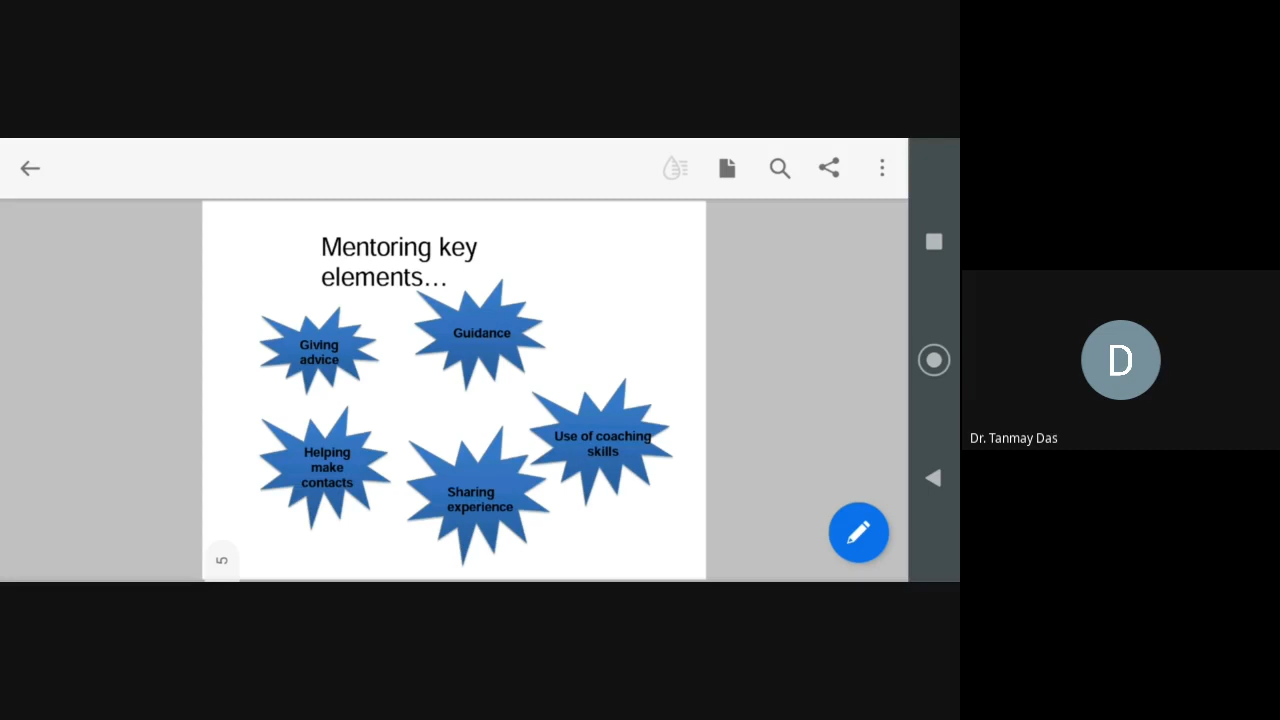 Mentoring key
elements…
Giving
advice
Guidance
Use of coaching
skills
Helping
make
contacts
Sharing
experience
5
D
Dr. Tanmay Das